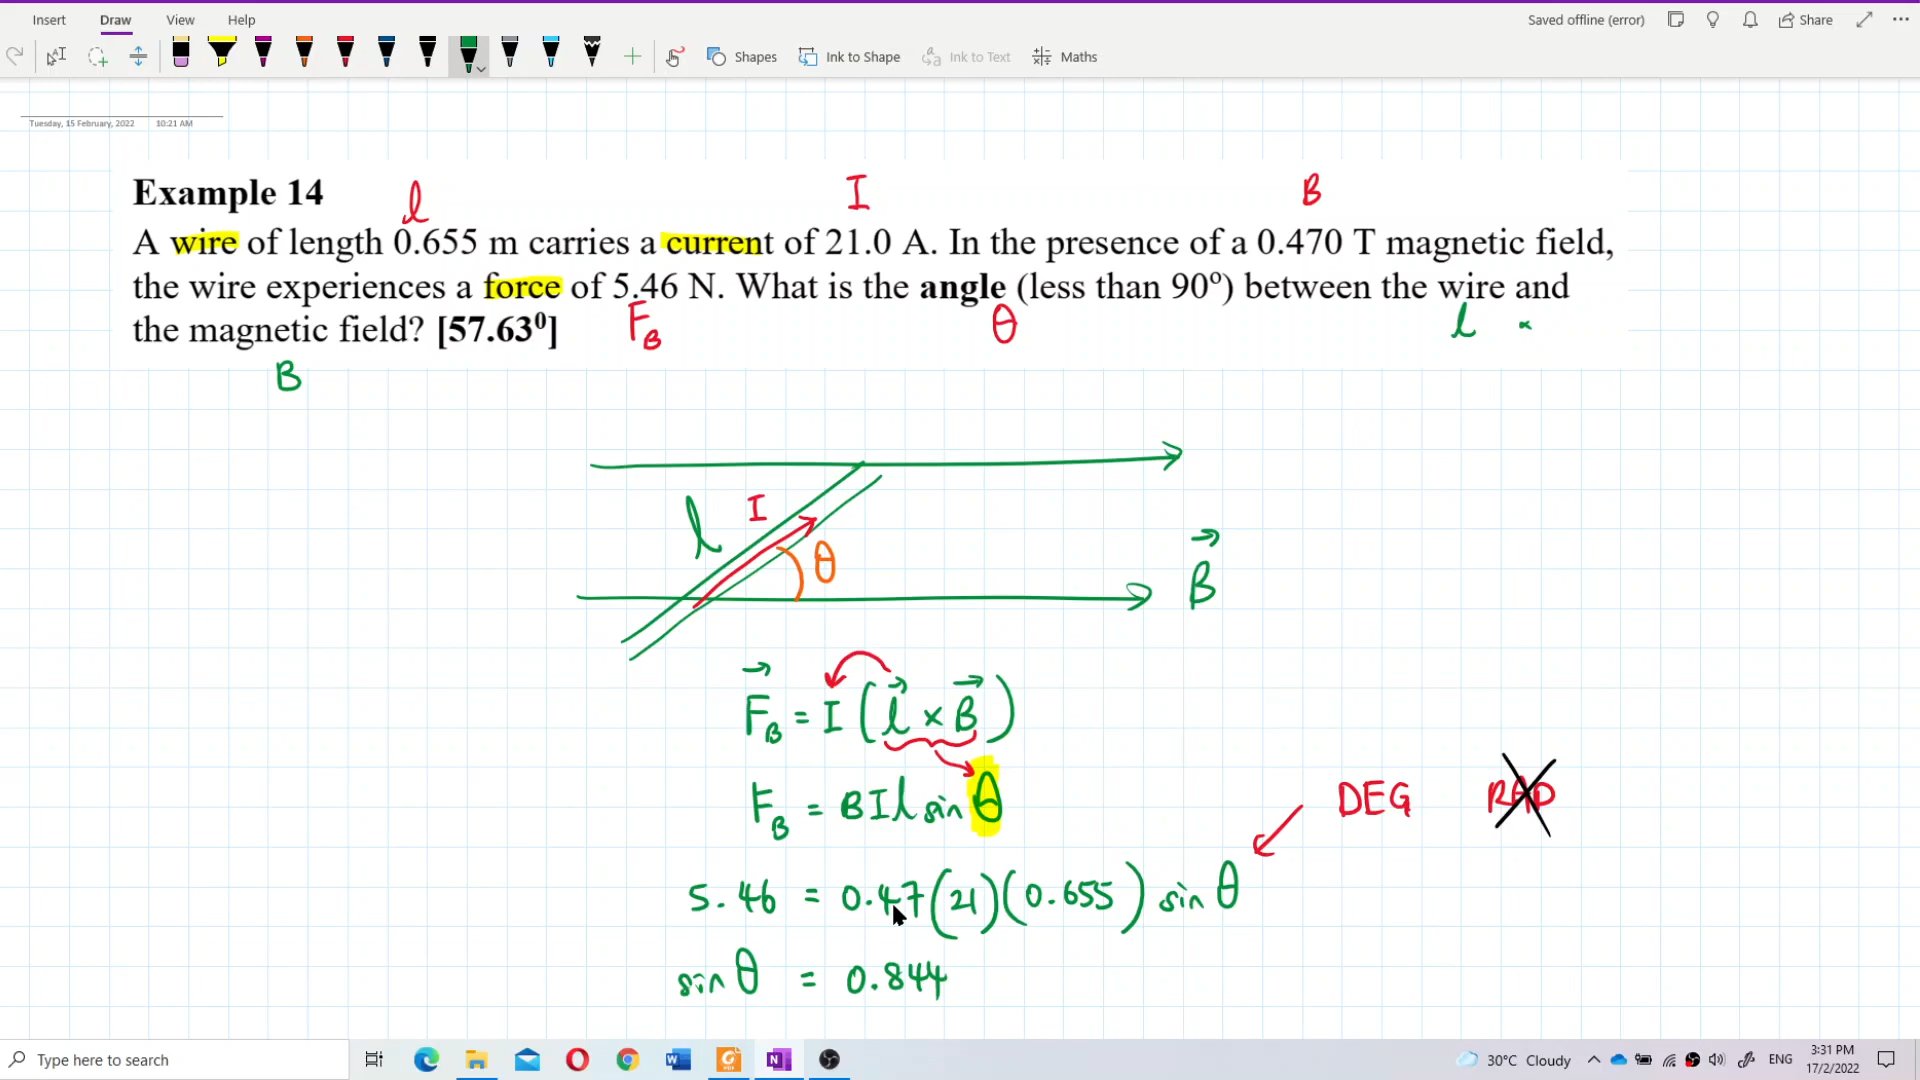 Insert Draw View Help Saved offline (error) Share
Shapes Ink to Shape Ink to Text Maths
Tuesday, 15 February, 2022 10:21 AM
Example 14
l I B
A wire of length 0.655 m carries a current of 21.0 A. In the presence of a 0.470 T magnetic field,
the wire experiences a force of 5.46 N. What is the angle (less than 90º) between the wire and
the magnetic field? [57.63⁰]
F_B θ l
B
l I θ
B⃗
F⃗_B = I (l⃗ × B⃗)
F_B = BIl sin θ
DEG RAD
5.46 = 0.47(21)(0.655) sin θ
sin θ = 0.844
Type here to search
30°C Cloudy ENG 3:31 PM
17/2/2022